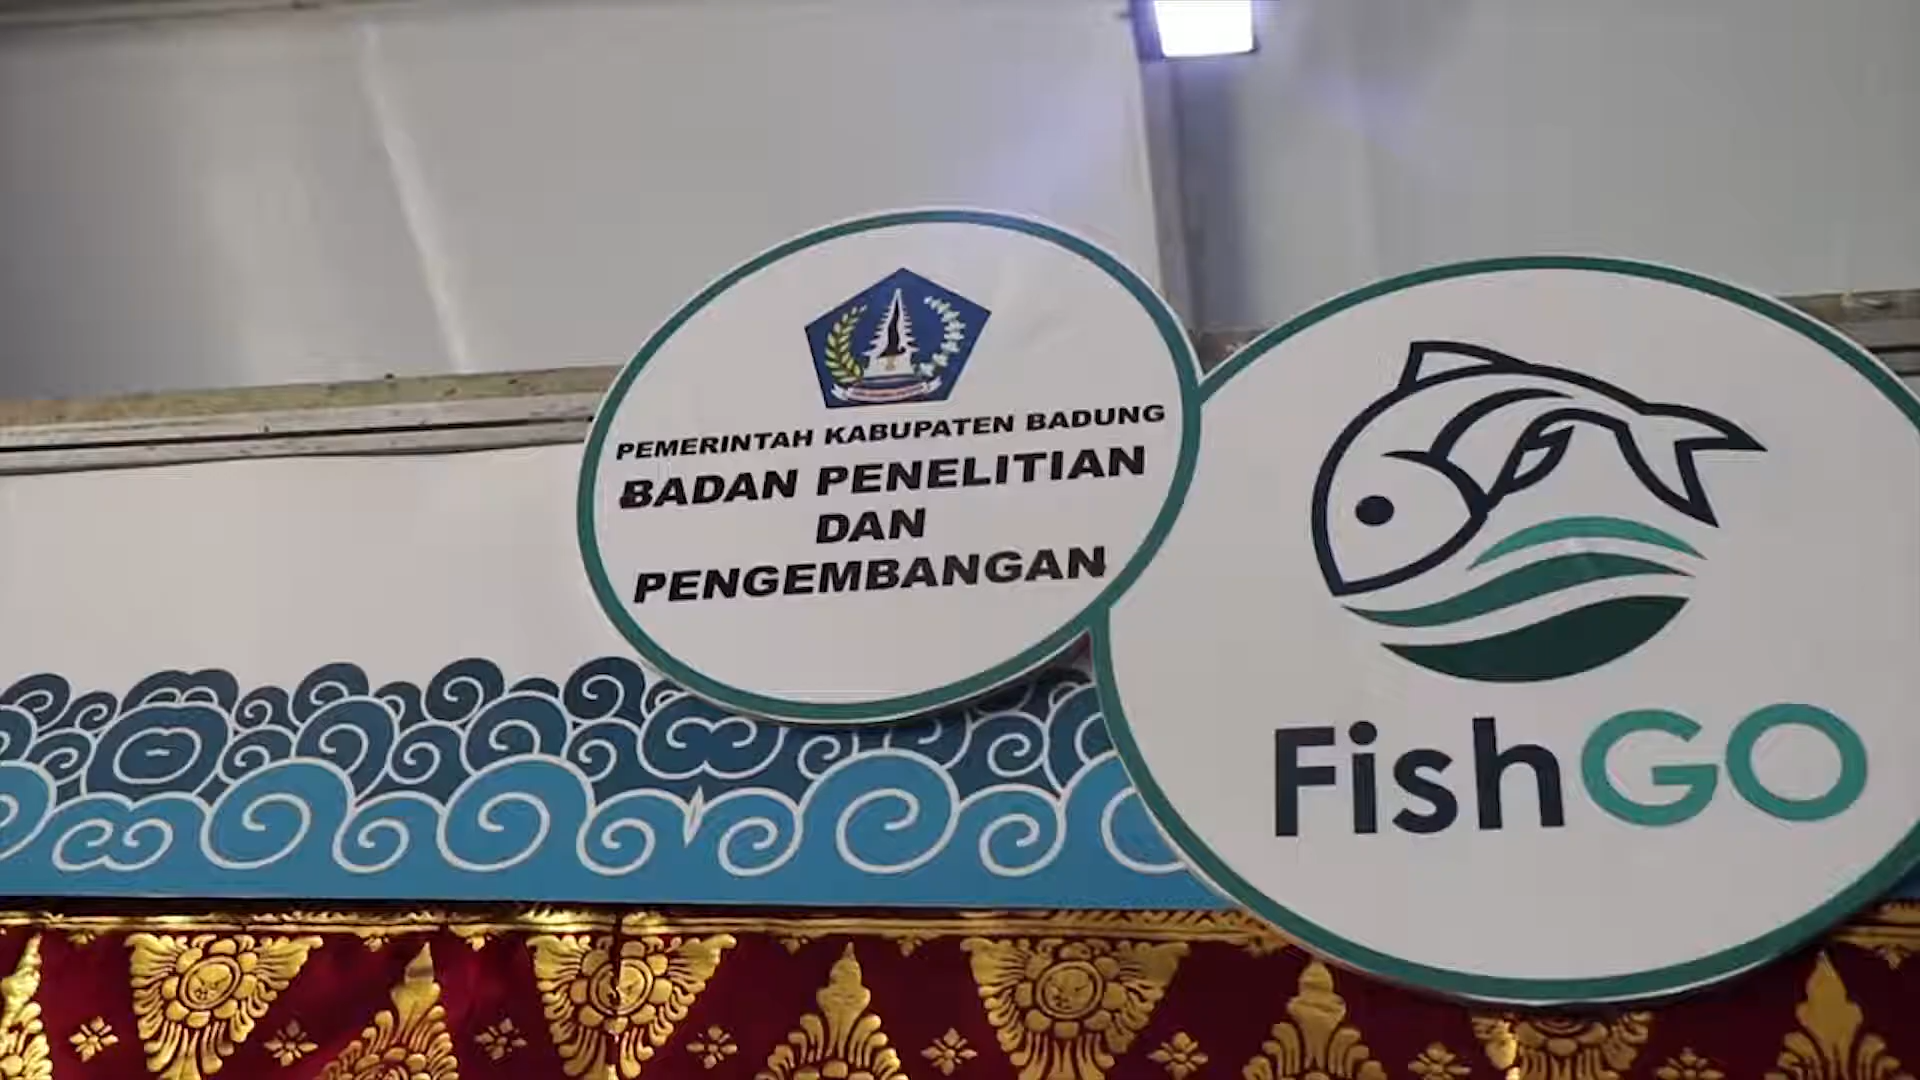 PEMERINTAH KABUPATEN BADUNG
BADAN PENELITIAN
DAN
PENGEMBANGAN
FishGO